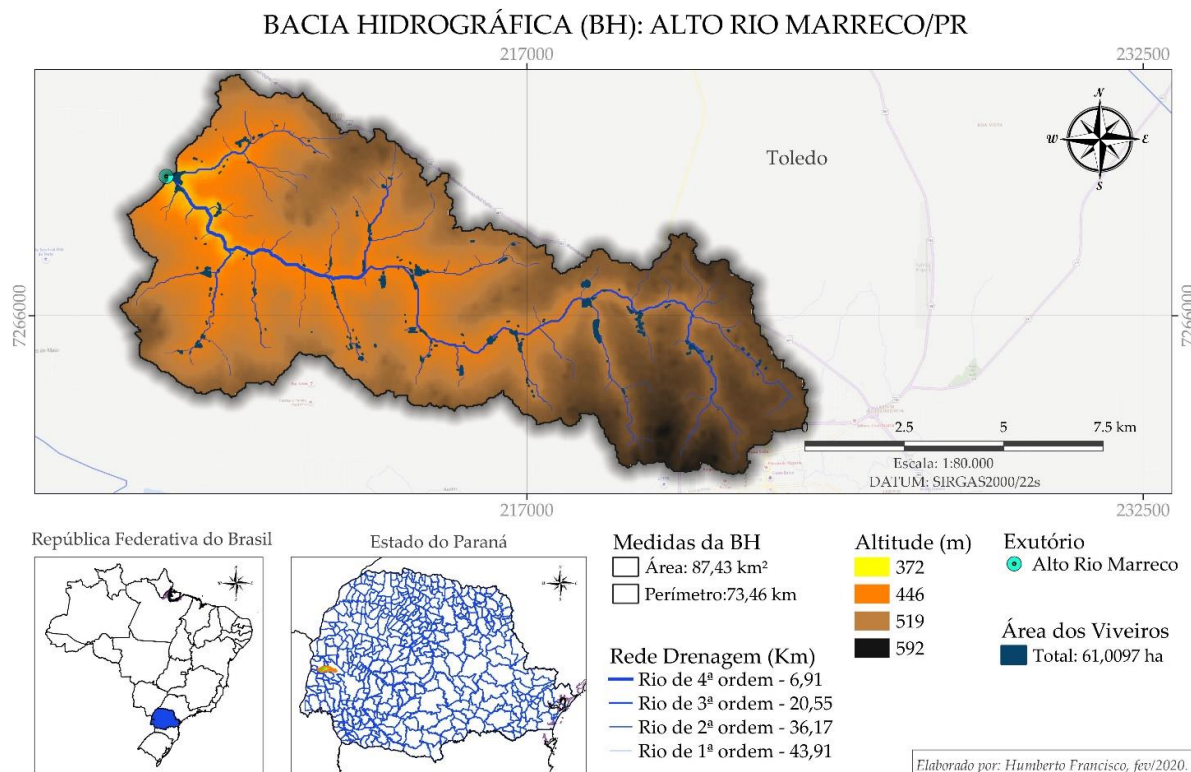 BACIA HIDROGRÁFICA (BH): ALTO RIO MARRECO/PR
217000
232500
N
W
E
S
Toledo
7266000
7266000
0
2.5
5
7.5 km
Escala: 1:80.000
DATUM: SIRGAS2000/22s
217000
232500
República Federativa do Brasil
Estado do Paraná
Medidas da BH
Área: 87,43 km²
Perímetro:73,46 km
Rede Drenagem (Km)
Rio de 4ª ordem - 6,91
Rio de 3ª ordem - 20,55
Rio de 2ª ordem - 36,17
Rio de 1ª ordem - 43,91
Altitude (m)
372
446
519
592
Exutório
Alto Rio Marreco
Área dos Viveiros
Total: 61,0097 ha
Elaborado por: Humberto Francisco, fev/2020.